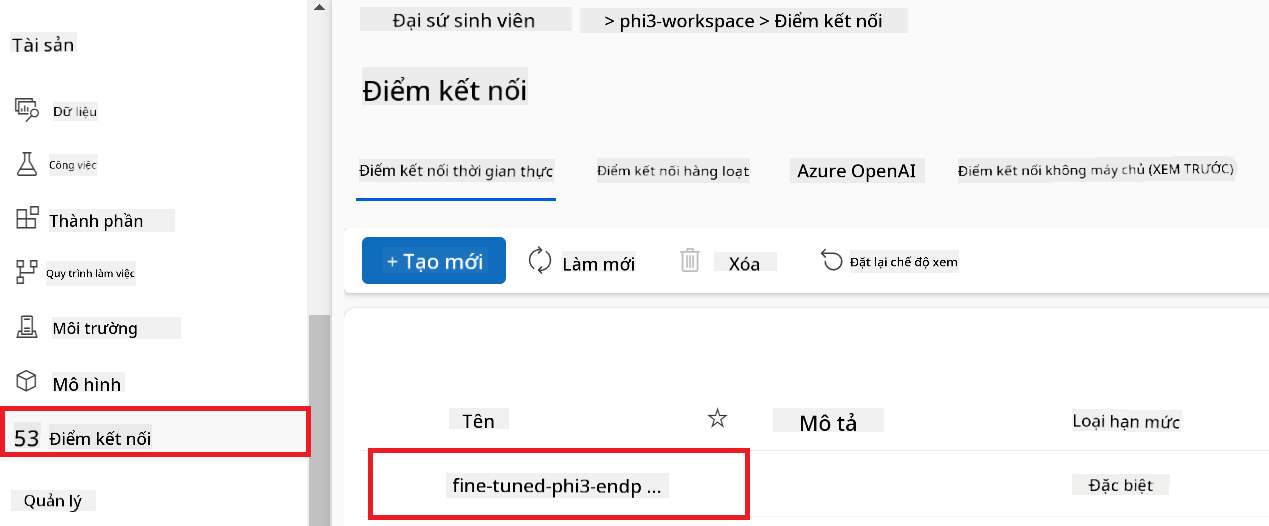 Tài sản
Dữ liệu
Công việc
Thành phần
Quy trình làm việc
Môi trường
Mô hình
53 Điểm kết nối
Quản lý
Đại sứ sinh viên > phi3-workspace > Điểm kết nối
Điểm kết nối
Điểm kết nối thời gian thực Điểm kết nối hàng loạt Azure OpenAI Điểm kết nối không máy chủ (XEM TRƯỚC)
+ Tạo mới Làm mới Xóa Đặt lại chế độ xem
Tên Mô tả Loại hạn mức
fine-tuned-phi3-endp ... Đặc biệt